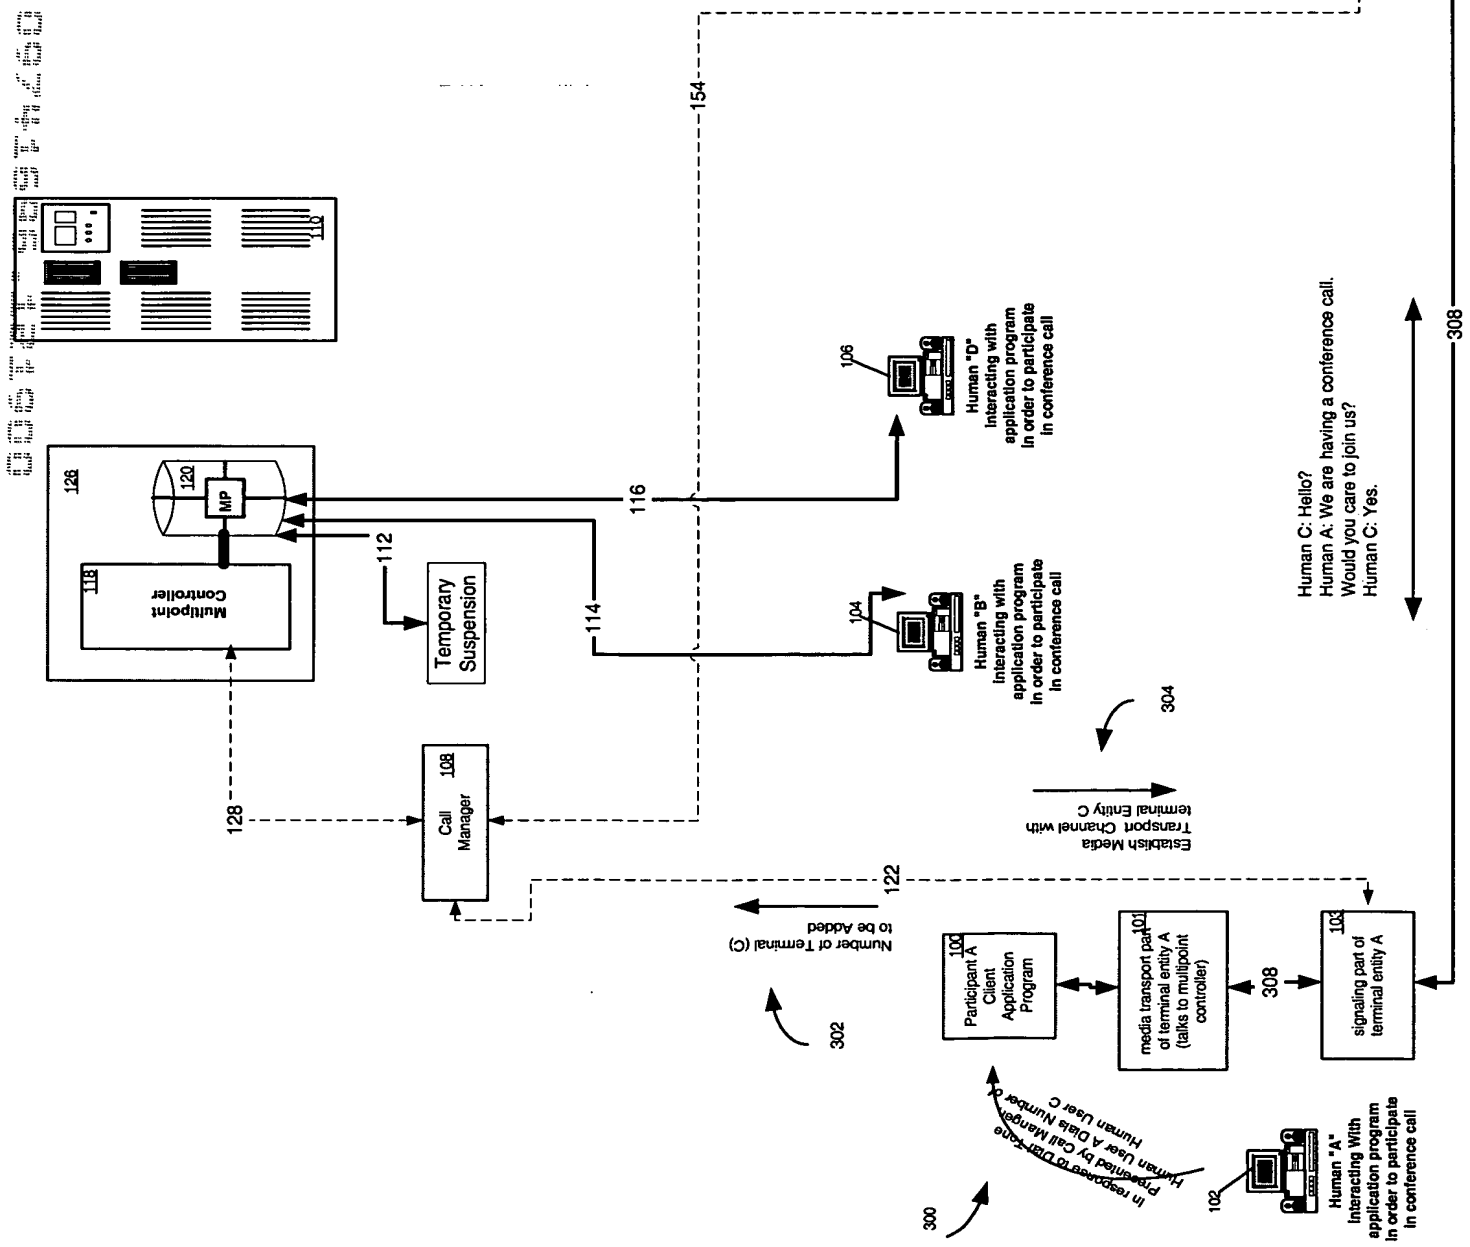 110
126
120
MP
118
Multipoint
Controller
128
112
Temporary
Suspension
114
116
154
Call
Manager
108
106
Human "D"
Interacting with
application program
in order to participate
in conference call
104
Human "B"
Interacting with
application program
in order to participate
in conference call
122
Number of Terminal (C)
to be Added
302
Establish Media
Transport Channel with
terminal Entity C
304
100
Participant A
Client
Application
Program
101
media transport part
of terminal entity A
(talks to multipoint
controller)
308
103
signaling part of
terminal entity A
300
In response to Dial Tone
Presented by Call Manger
Human User A Dials Number of
Human User C
102
Human "A"
Interacting With
application program
in order to participate
in conference call
Human C: Hello?
Human A: We are having a conference call.
Would you care to join us?
Human C: Yes.
308